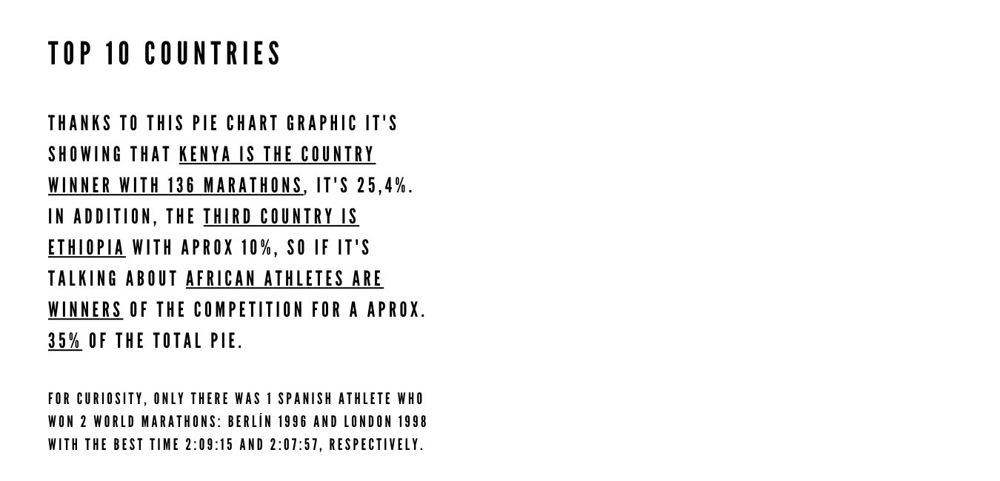 TOP 10 COUNTRIES
THANKS TO THIS PIE CHART GRAPHIC IT'S
SHOWING THAT KENYA IS THE COUNTRY
WINNER WITH 136 MARATHONS, IT'S 25,4%.
IN ADDITION, THE THIRD COUNTRY IS
ETHIOPIA WITH APROX 10%, SO IF IT'S
TALKING ABOUT AFRICAN ATHLETES ARE
WINNERS OF THE COMPETITION FOR A APROX.
35% OF THE TOTAL PIE.
FOR CURIOSITY, ONLY THERE WAS 1 SPANISH ATHLETE WHO
WON 2 WORLD MARATHONS: BERLÍN 1996 AND LONDON 1998
WITH THE BEST TIME 2:09:15 AND 2:07:57, RESPECTIVELY.